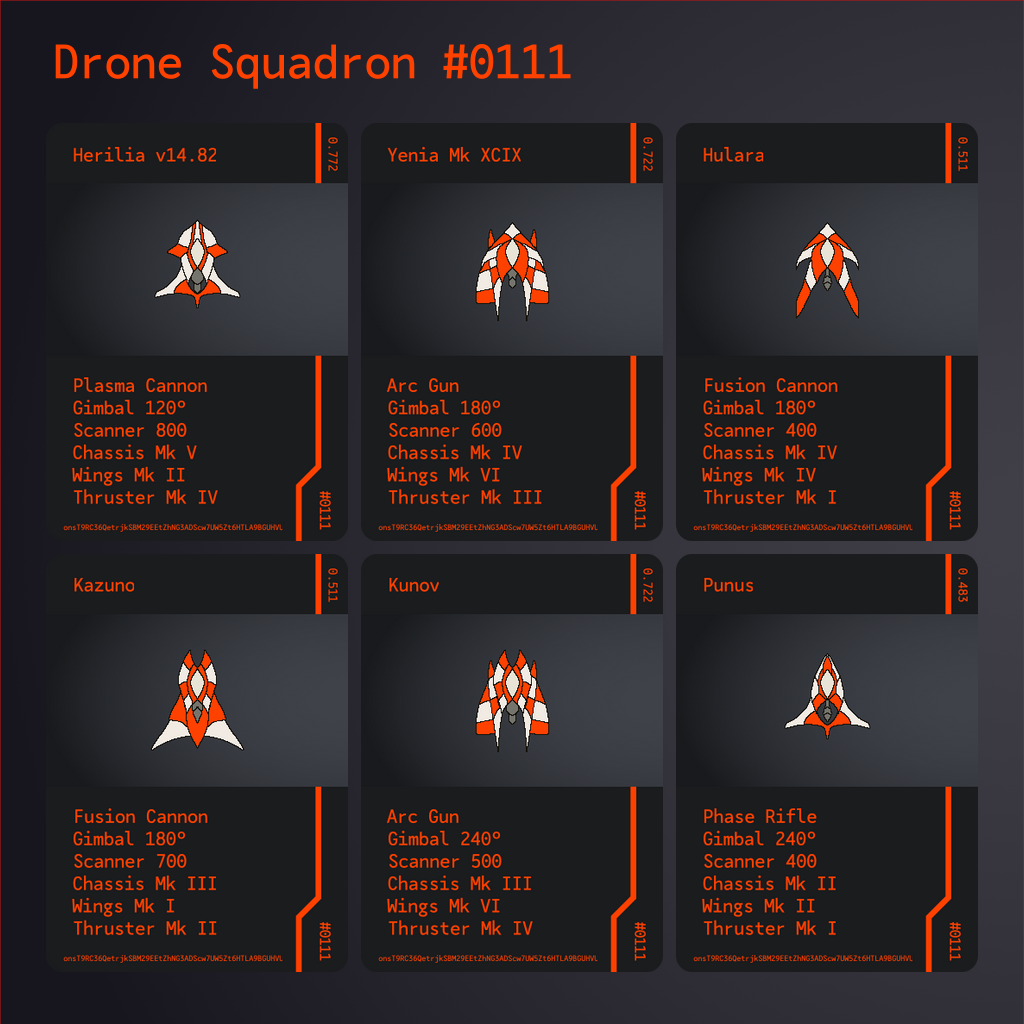 Drone Squadron #0111
Herilia v14.82
0.772
Plasma Cannon
Gimbal 120º
Scanner 800
Chassis Mk V
Wings Mk II
Thruster Mk IV
#0111
onsT9RC36QetrjkSBM29EEtZhNG3ADScw7UW5Zt6HTLA9BGUHVL
Yenia Mk XCIX
0.722
Arc Gun
Gimbal 180º
Scanner 600
Chassis Mk IV
Wings Mk VI
Thruster Mk III
#0111
onsT9RC36QetrjkSBM29EEtZhNG3ADScw7UW5Zt6HTLA9BGUHVL
Hulara
0.511
Fusion Cannon
Gimbal 180º
Scanner 400
Chassis Mk IV
Wings Mk IV
Thruster Mk I
#0111
onsT9RC36QetrjkSBM29EEtZhNG3ADScw7UW5Zt6HTLA9BGUHVL
Kazuno
0.511
Fusion Cannon
Gimbal 180º
Scanner 700
Chassis Mk III
Wings Mk I
Thruster Mk II
#0111
onsT9RC36QetrjkSBM29EEtZhNG3ADScw7UW5Zt6HTLA9BGUHVL
Kunov
0.722
Arc Gun
Gimbal 240º
Scanner 500
Chassis Mk III
Wings Mk VI
Thruster Mk IV
#0111
onsT9RC36QetrjkSBM29EEtZhNG3ADScw7UW5Zt6HTLA9BGUHVL
Punus
0.483
Phase Rifle
Gimbal 240º
Scanner 400
Chassis Mk II
Wings Mk II
Thruster Mk I
#0111
onsT9RC36QetrjkSBM29EEtZhNG3ADScw7UW5Zt6HTLA9BGUHVL